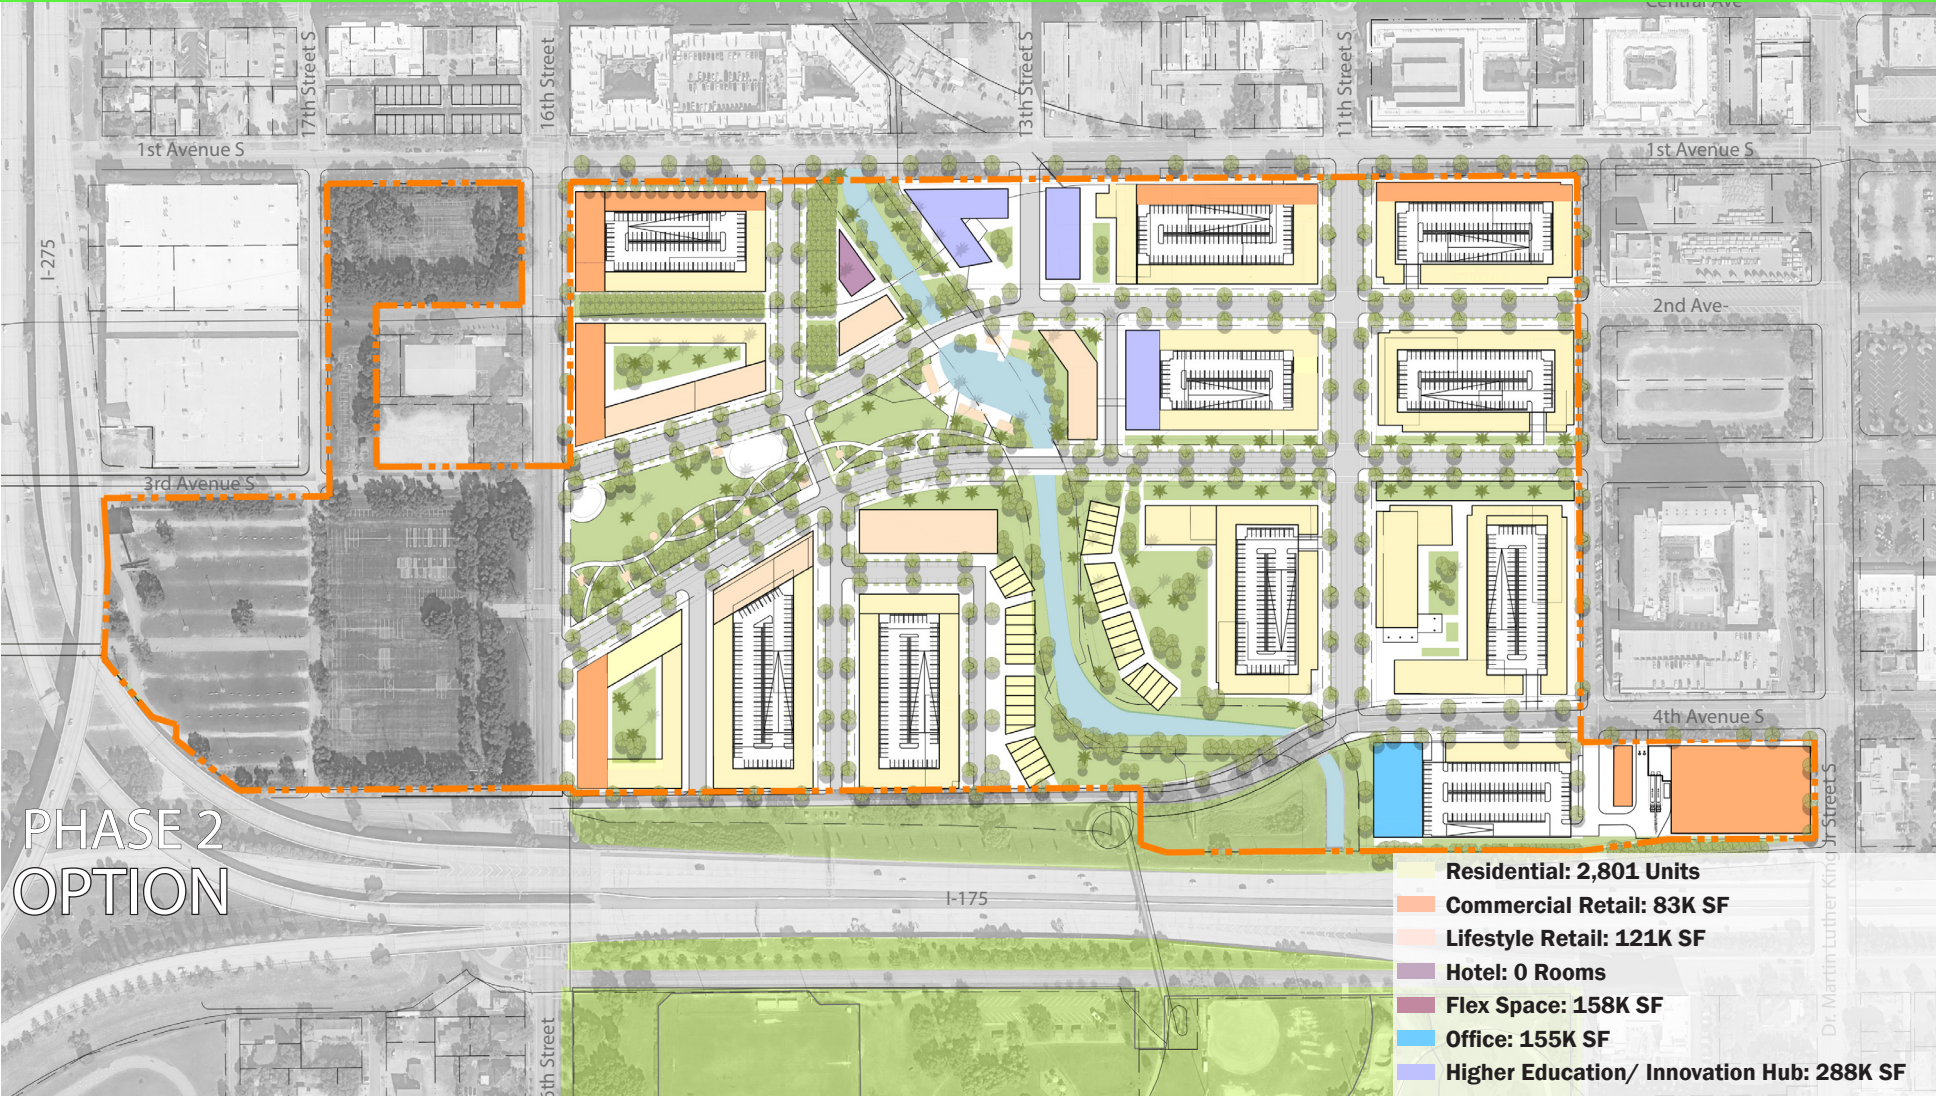 Central Ave
17th Street S
16th Street
13th Street S
11th Street S
1st Avenue S
1st Avenue S
I-275
2nd Ave-
3rd Avenue S
4th Avenue S
Dr. Martin Luther King Jr Street S
PHASE 2
OPTION
I-175
6th Street
Residential: 2,801 Units
Commercial Retail: 83K SF
Lifestyle Retail: 121K SF
Hotel: 0 Rooms
Flex Space: 158K SF
Office: 155K SF
Higher Education/ Innovation Hub: 288K SF